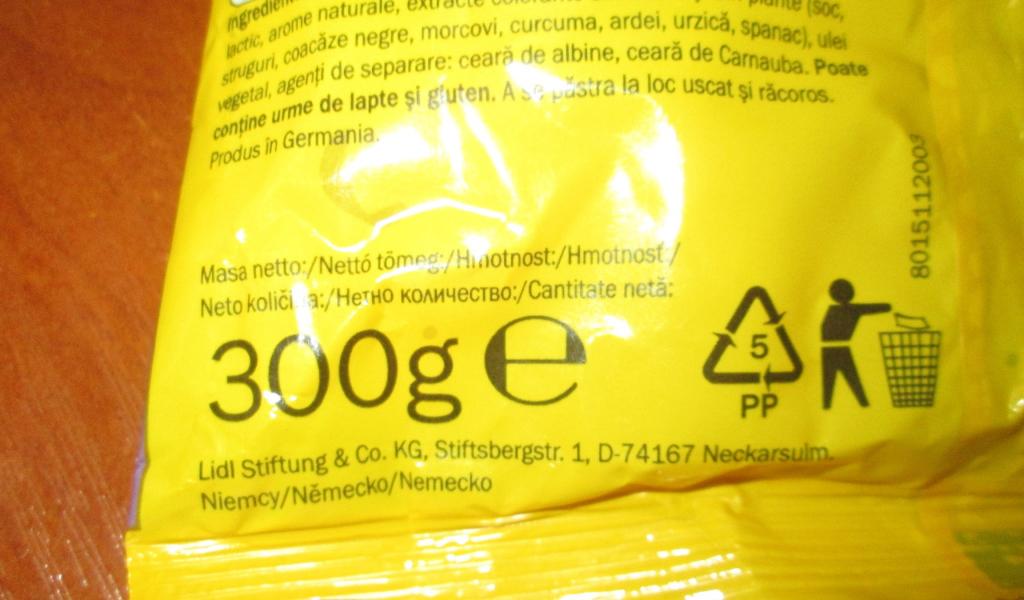 lactic, arome naturale, extracte plante (soc,
struguri, coacăze negre, morcovi, curcuma, ardei, urzică, spanac), ulei
vegetal, agenți de separare: ceară de albine, ceară de Carnauba. Poate
conține urme de lapte și gluten. A se păstra la loc uscat și răcoros.
Produs în Germania.
8015112003
Masa netto:/Nettó tömeg:/Hmotnost:/Hmotnosť:/
Neto količina:/Нетно количество:/Cantitate netă:
300g e
5
PP
Lidl Stiftung & Co. KG, Stiftsbergstr. 1, D-74167 Neckarsulm.
Niemcy/Německo/Nemecko